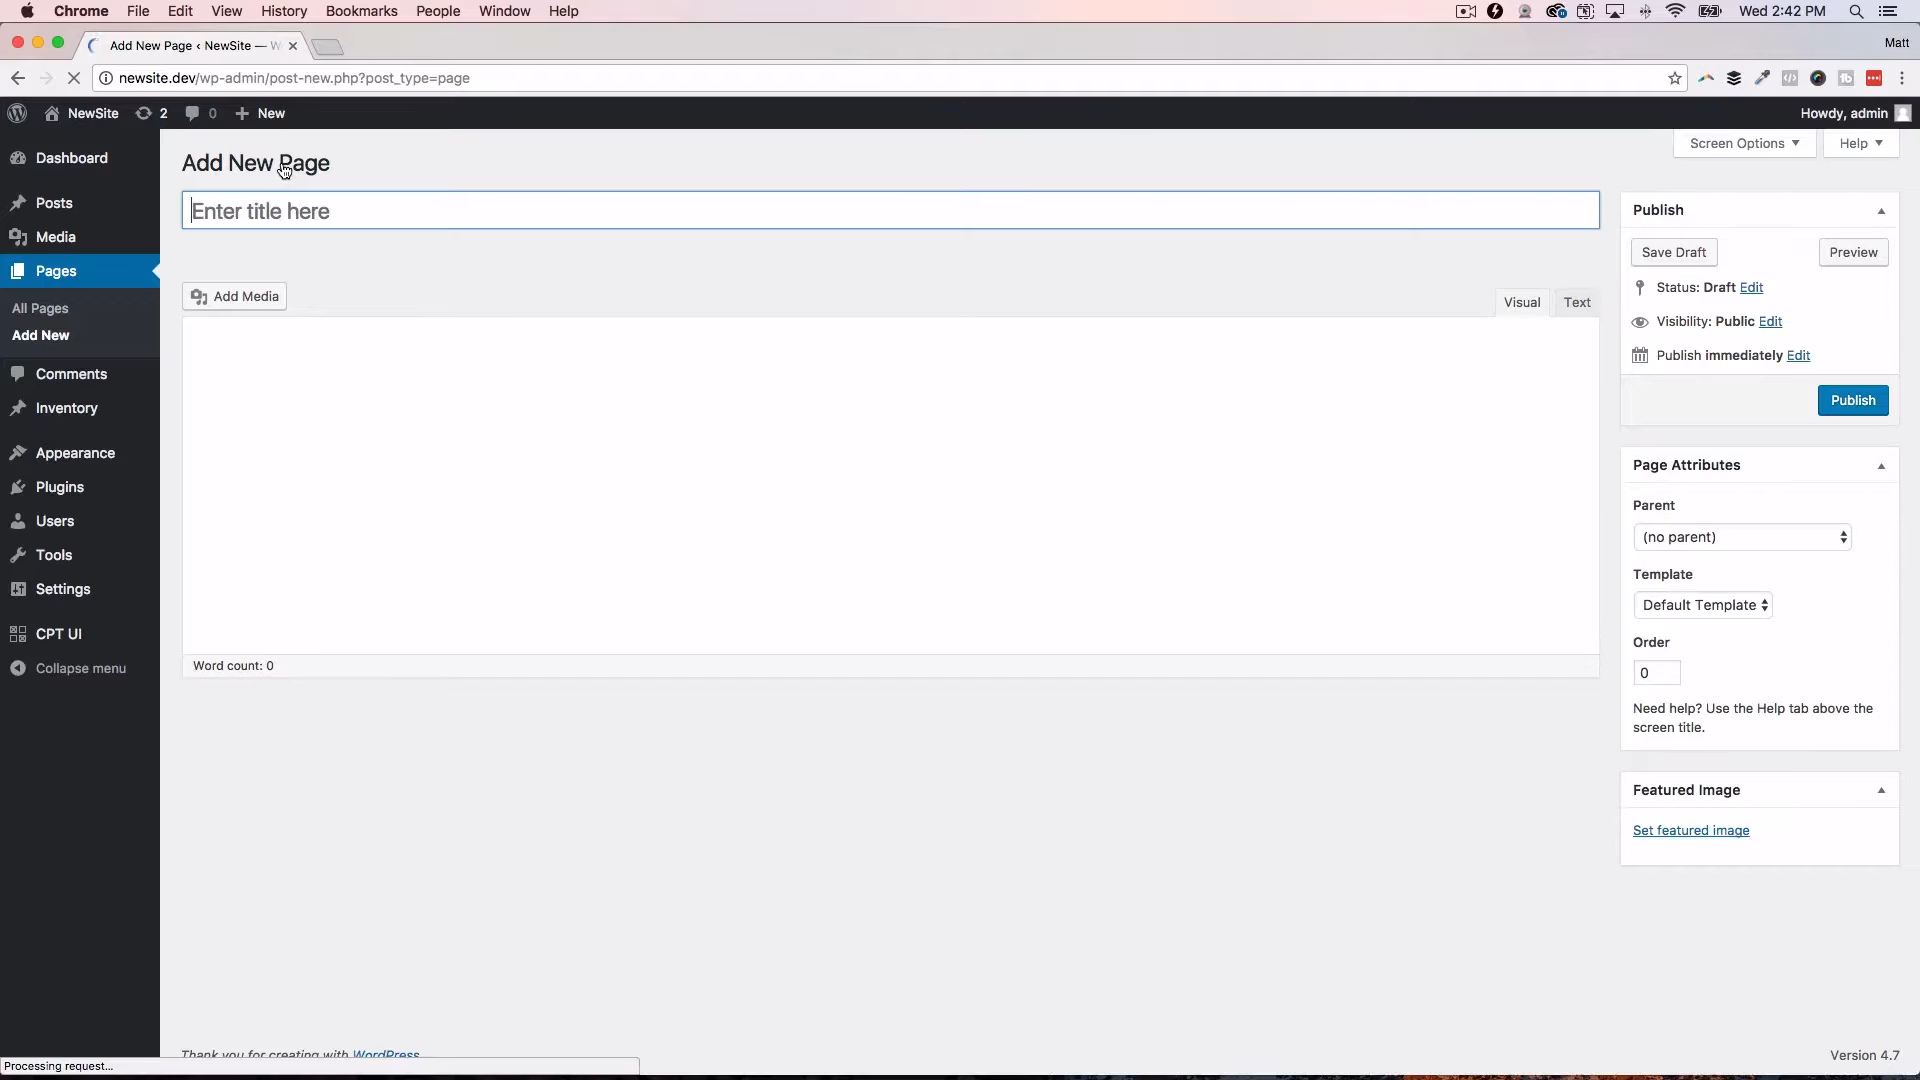 Chrome File Edit View History Bookmarks People Window Help Wed 2:42 PM
Add New Page ‹ NewSite — W Matt
newsite.dev/wp-admin/post-new.php?post_type=page
NewSite 2 0 New Howdy, admin
Screen Options Help
Dashboard
Posts
Media
Pages
All Pages
Add New
Comments
Inventory
Appearance
Plugins
Users
Tools
Settings
CPT UI
Collapse menu
Add New Page
Enter title here
Add Media
Visual Text
Word count: 0
Publish
Save Draft Preview
Status: Draft Edit
Visibility: Public Edit
Publish immediately Edit
Publish
Page Attributes
Parent
(no parent)
Template
Default Template
Order
0
Need help? Use the Help tab above the
screen title.
Featured Image
Set featured image
Thank you for creating with WordPress
Version 4.7
Processing request...